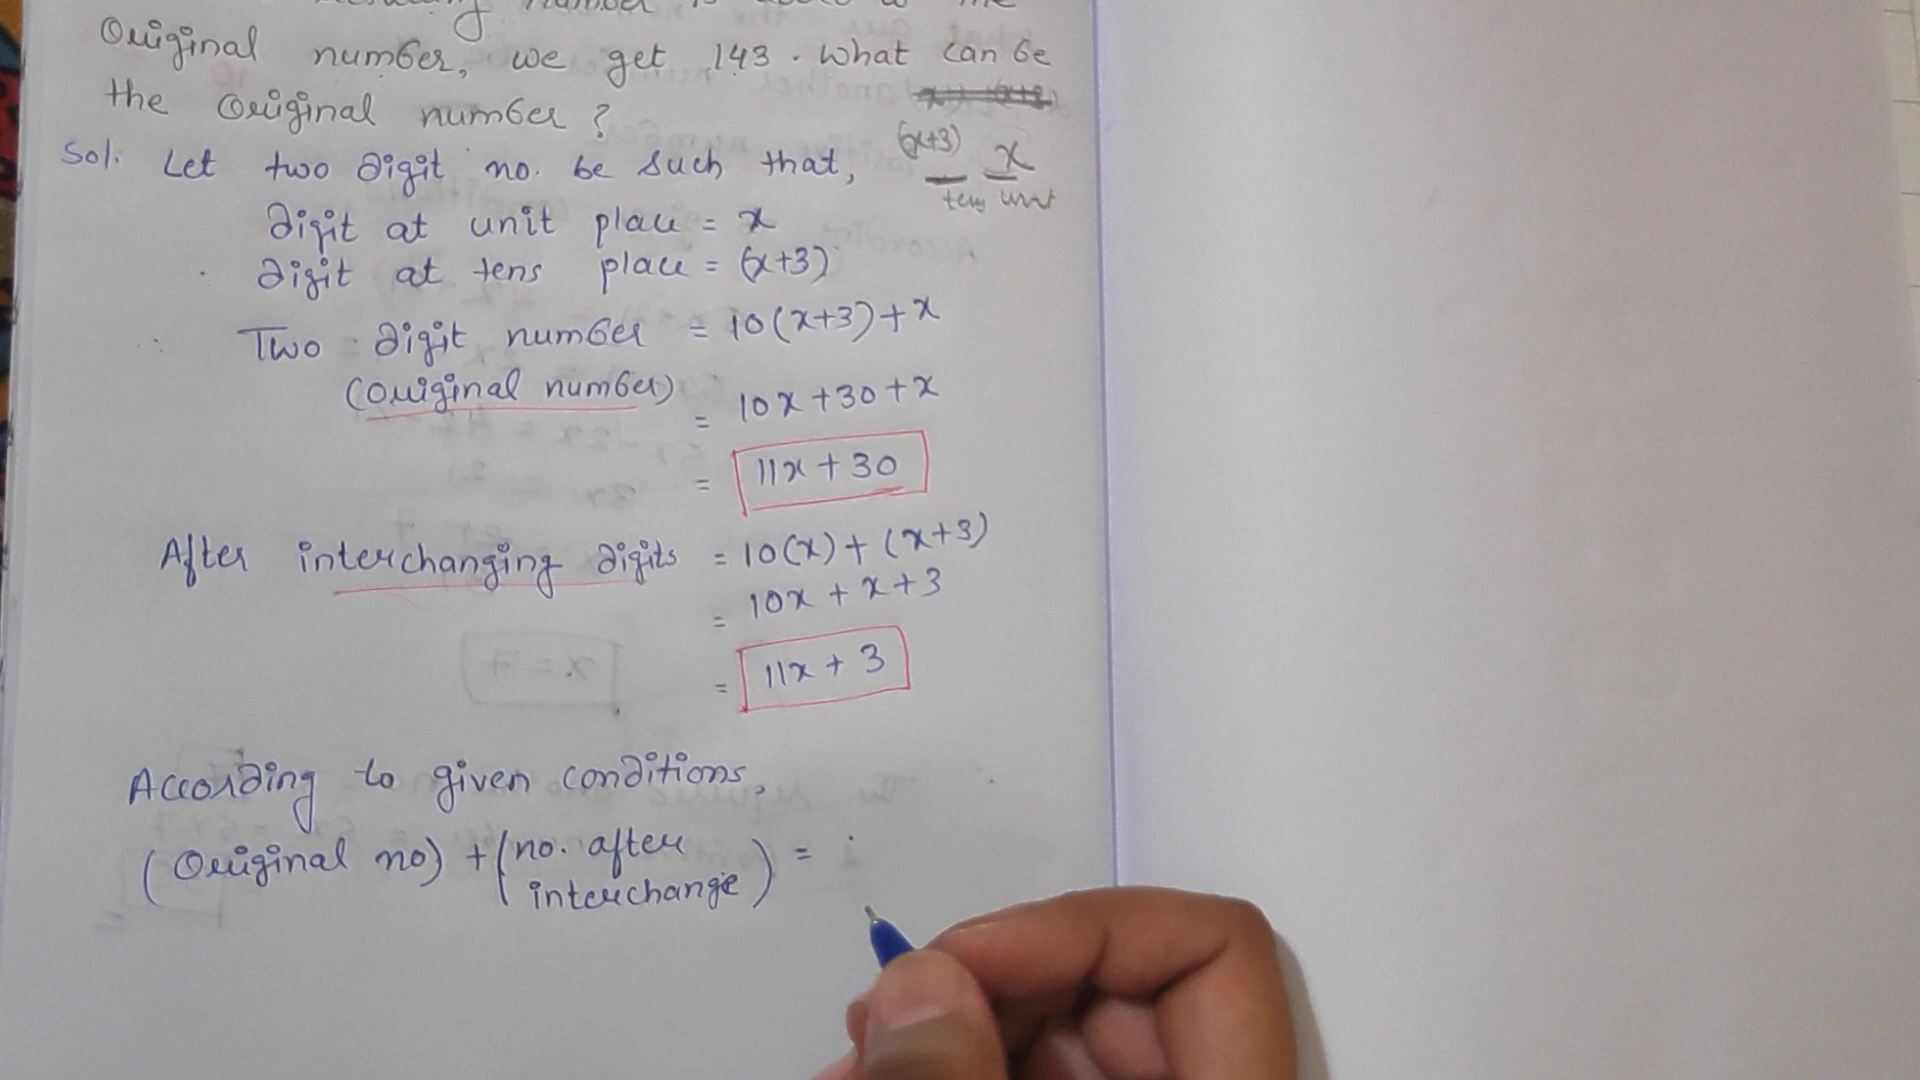 number is
Original number, we get 143. What can be
the Original number?
(x+3) x
tens unit
Sol. Let two digit no. be such that,
digit at unit place = x
digit at tens place = (x+3)
Two digit number = 10(x+3)+x
(original number)
= 10x+30+x
= 11x + 30
After interchanging digits = 10(x) + (x+3)
= 10x + x + 3
= 11x + 3
According to given conditions,
(Original no) + (no. after interchange) =
x = 7